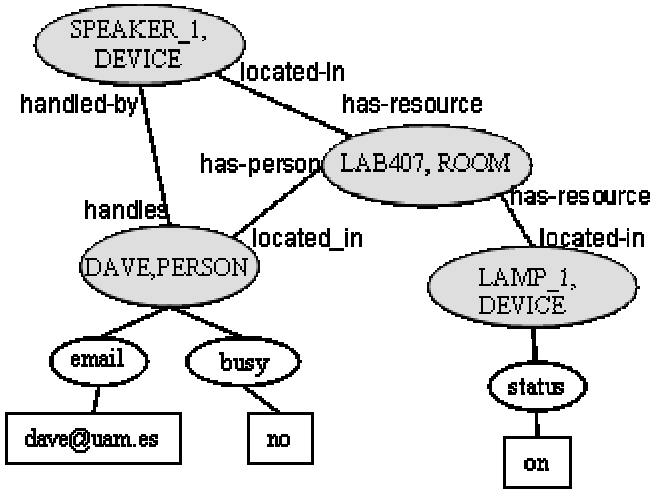 SPEAKER_1,
DEVICE
located-in
handled-by
has-resource
has-person
LAB407, ROOM
has-resource
handles
located_in
located-in
DAVE,PERSON
LAMP_1,
DEVICE
email
busy
status
dave@uam.es
no
on